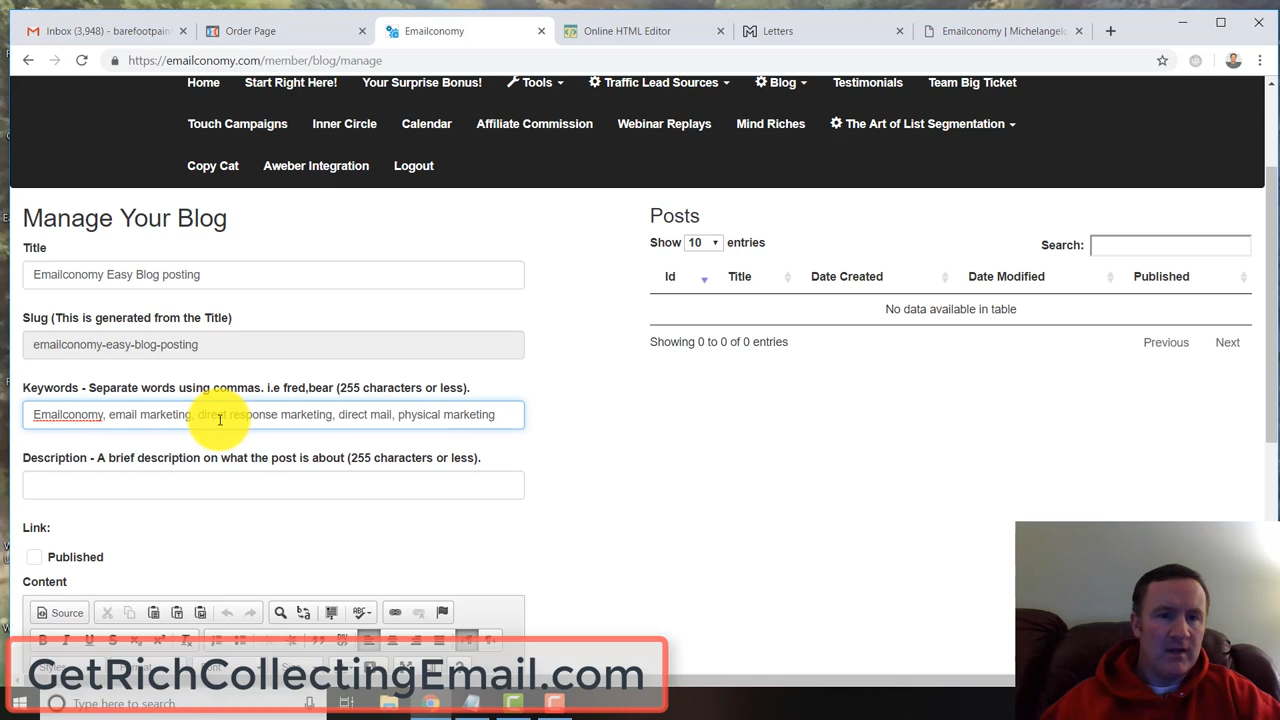 Inbox (3,948) - barefootpain
Order Page
Emailconomy
Online HTML Editor
Letters
Emailconomy | Michelangelo
https://emailconomy.com/member/blog/manage
Home Start Right Here! Your Surprise Bonus! Tools Traffic Lead Sources Blog Testimonials Team Big Ticket
Touch Campaigns Inner Circle Calendar Affiliate Commission Webinar Replays Mind Riches The Art of List Segmentation
Copy Cat Aweber Integration Logout
Manage Your Blog
Title
Emailconomy Easy Blog posting
Slug (This is generated from the Title)
emailconomy-easy-blog-posting
Keywords - Separate words using commas. i.e fred,bear (255 characters or less).
Emailconomy, email marketing, direct response marketing, direct mail, physical marketing
Description - A brief description on what the post is about (255 characters or less).
Link:
Published
Content
Source
Posts
Show 10 entries
Search:
Id Title Date Created Date Modified Published
No data available in table
Showing 0 to 0 of 0 entries
Previous Next
GetRichCollectingEmail.com
Type here to search